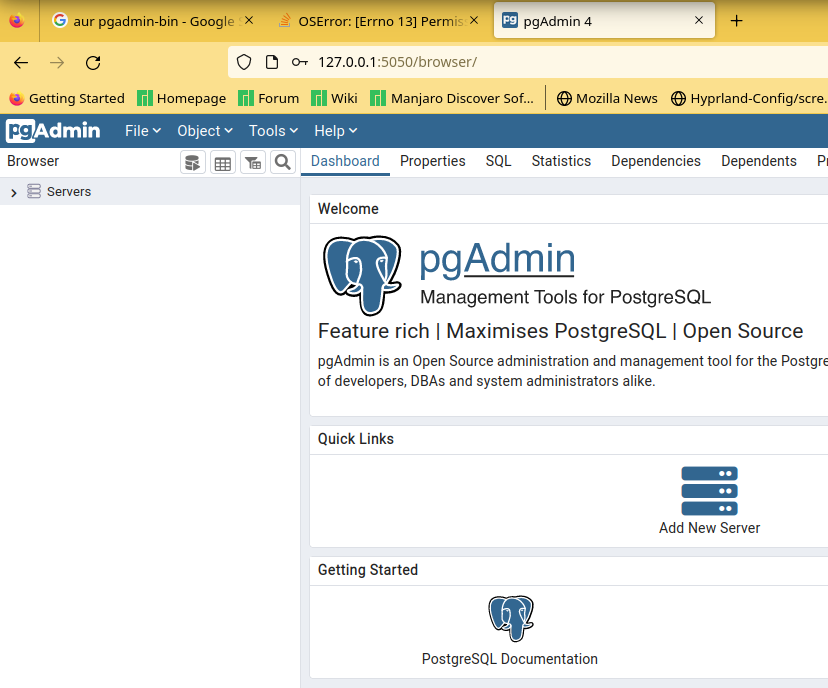 aur pgadmin-bin - Google
OSError: [Errno 13] Permis
pgAdmin 4
127.0.0.1:5050/browser/
Getting Started
Homepage
Forum
Wiki
Manjaro Discover Sof...
Mozilla News
Hyprland-Config/scre.
pgAdmin
File
Object
Tools
Help
Browser
Dashboard
Properties
SQL
Statistics
Dependencies
Dependents
Servers
Welcome
pgAdmin
Management Tools for PostgreSQL
Feature rich | Maximises PostgreSQL | Open Source
pgAdmin is an Open Source administration and management tool for the Postgre
of developers, DBAs and system administrators alike.
Quick Links
Add New Server
Getting Started
PostgreSQL Documentation